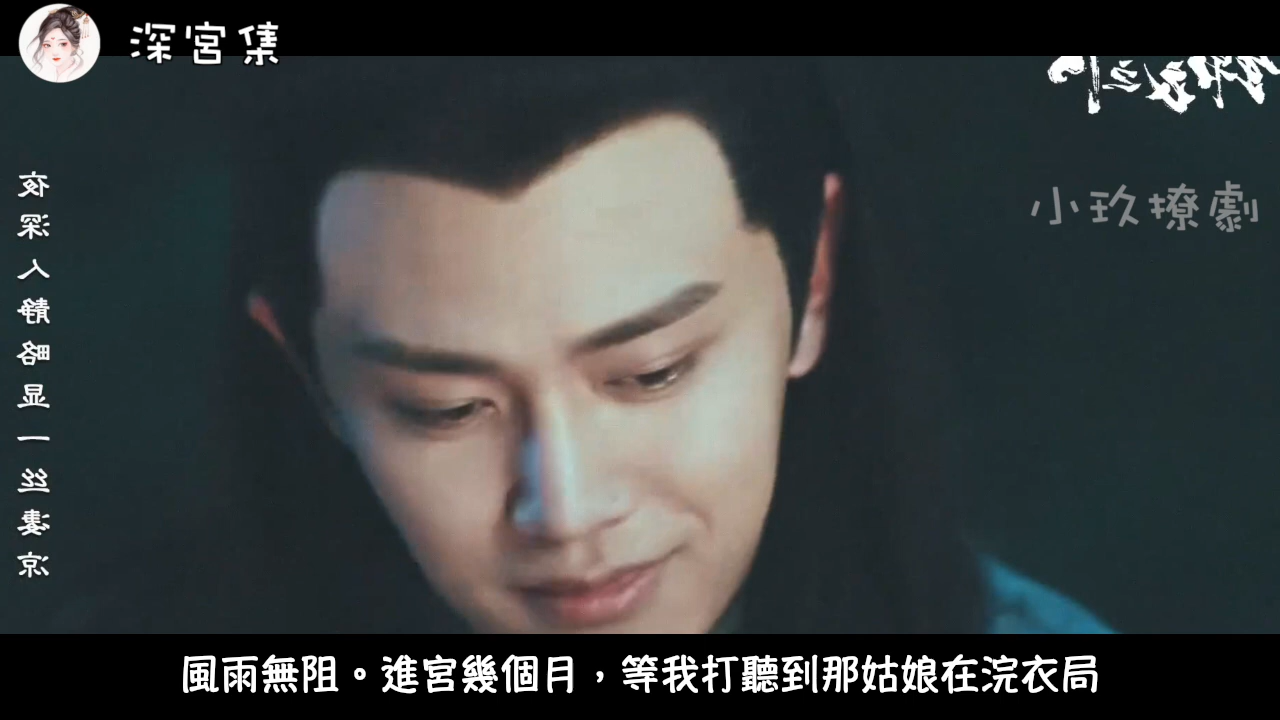 深宮集
小玖撩劇
夜深人静略显一丝凄凉
風雨無阻。進宮幾個月，等我打聽到那姑娘在浣衣局